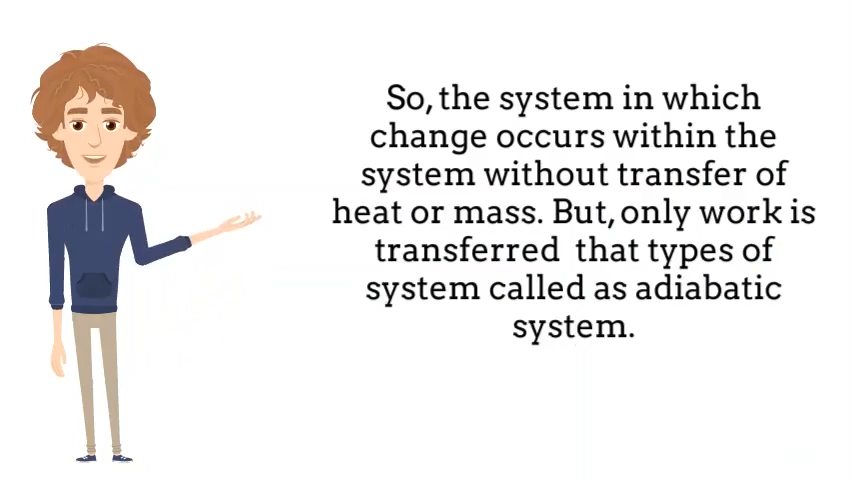 So, the system in which
change occurs within the
system without transfer of
heat or mass. But, only work is
transferred  that types of
system called as adiabatic
system.